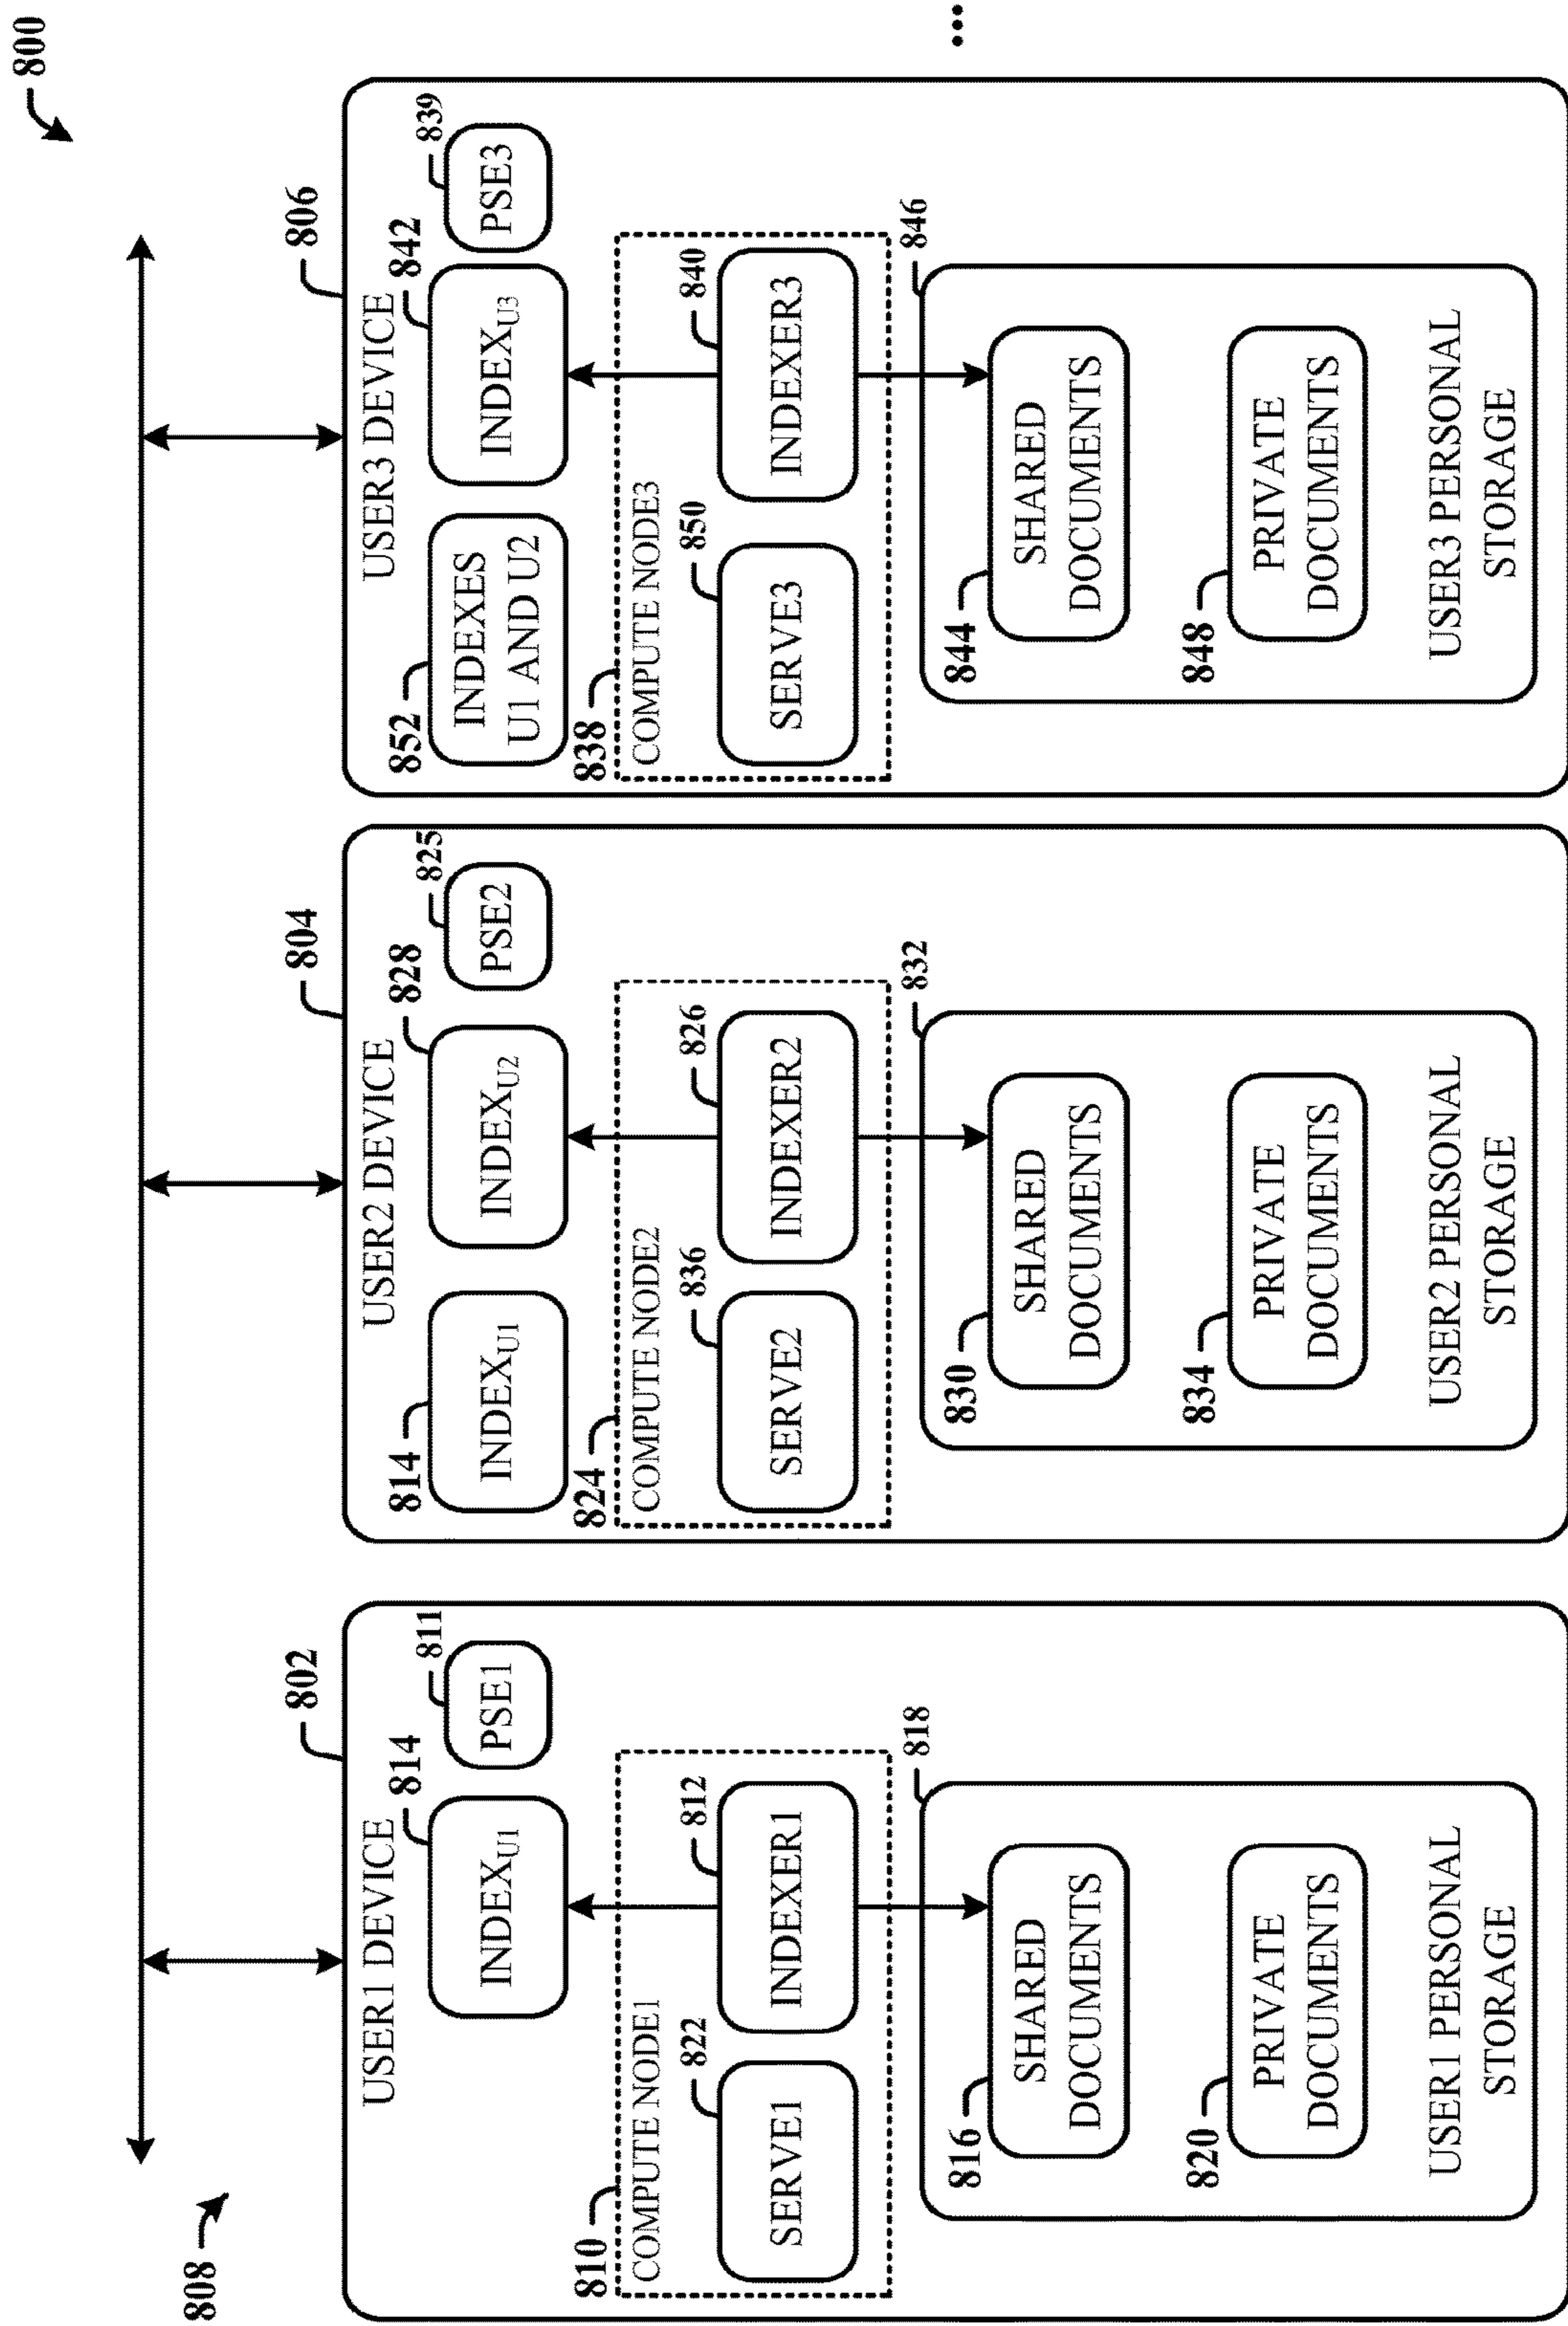 800
808
802
USER1 DEVICE
814
INDEXU1
811
PSE1
810
COMPUTE NODE1
822
SERVE1
812
INDEXER1
818
816
SHARED
DOCUMENTS
820
PRIVATE
DOCUMENTS
USER1 PERSONAL
STORAGE
804
USER2 DEVICE
814
INDEXU1
828
INDEXU2
825
PSE2
824
COMPUTE NODE2
836
SERVE2
826
INDEXER2
832
830
SHARED
DOCUMENTS
834
PRIVATE
DOCUMENTS
USER2 PERSONAL
STORAGE
806
USER3 DEVICE
852
INDEXES
U1 AND U2
842
INDEXU3
839
PSE3
838
COMPUTE NODE3
850
SERVE3
840
INDEXER3
846
844
SHARED
DOCUMENTS
848
PRIVATE
DOCUMENTS
USER3 PERSONAL
STORAGE
...